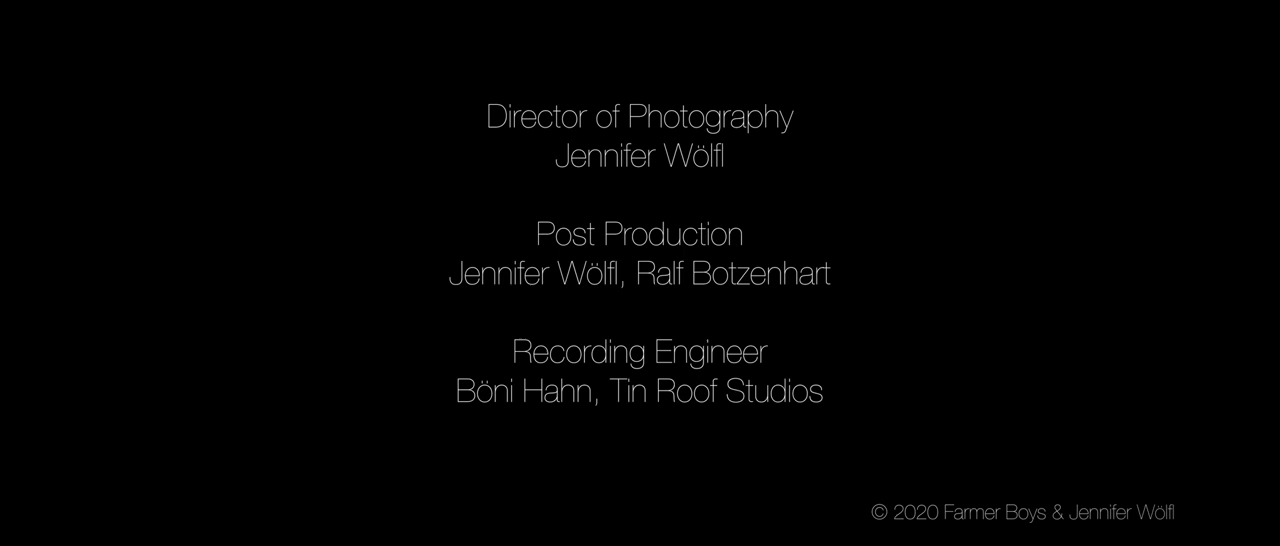 Director of Photography
Jennifer Wölfl
Post Production
Jennifer Wölfl, Ralf Botzenhart
Recording Engineer
Böni Hahn, Tin Roof Studios
© 2020 Farmer Boys & Jennifer Wölfl